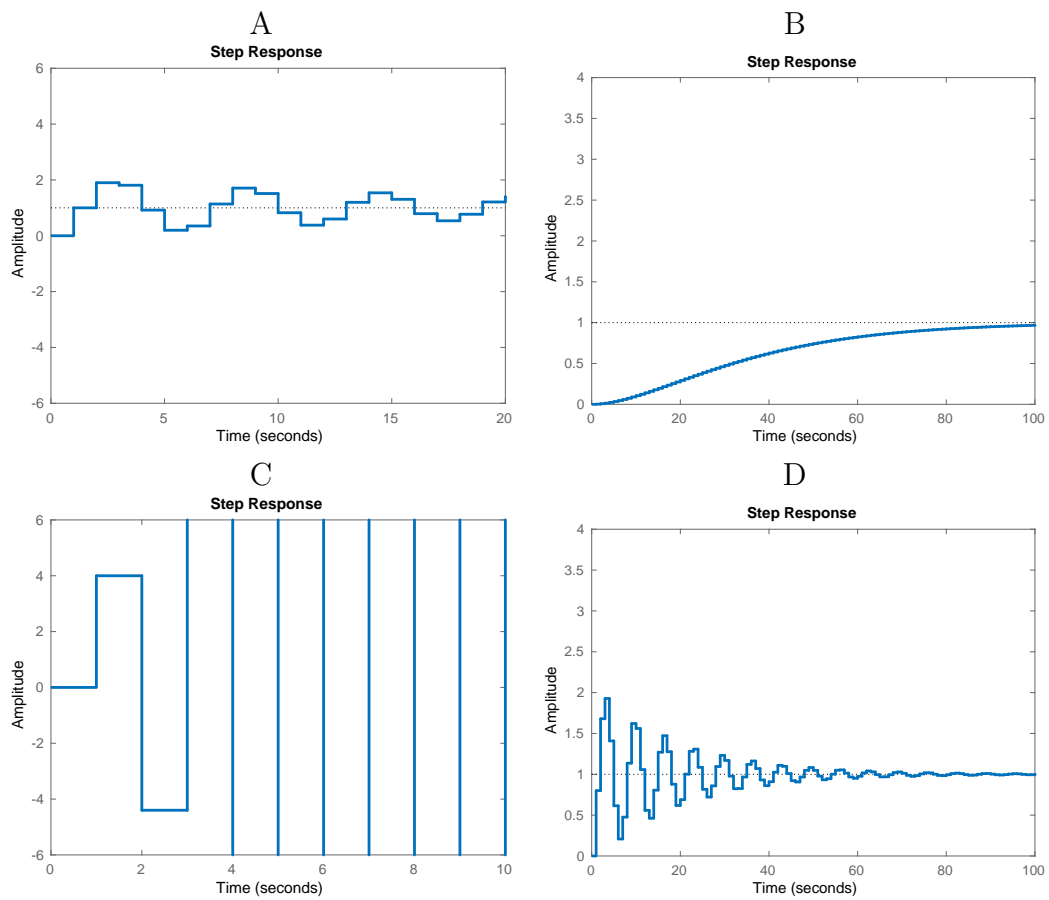 A
Step Response
6
4
2
0
-2
-4
-6
Amplitude
0 5 10 15 20
Time (seconds)
B
Step Response
4
3.5
3
2.5
2
1.5
1
0.5
0
Amplitude
0 20 40 60 80 100
Time (seconds)
C
Step Response
6
4
2
0
-2
-4
-6
Amplitude
0 2 4 6 8 10
Time (seconds)
D
Step Response
4
3.5
3
2.5
2
1.5
1
0.5
0
Amplitude
0 20 40 60 80 100
Time (seconds)